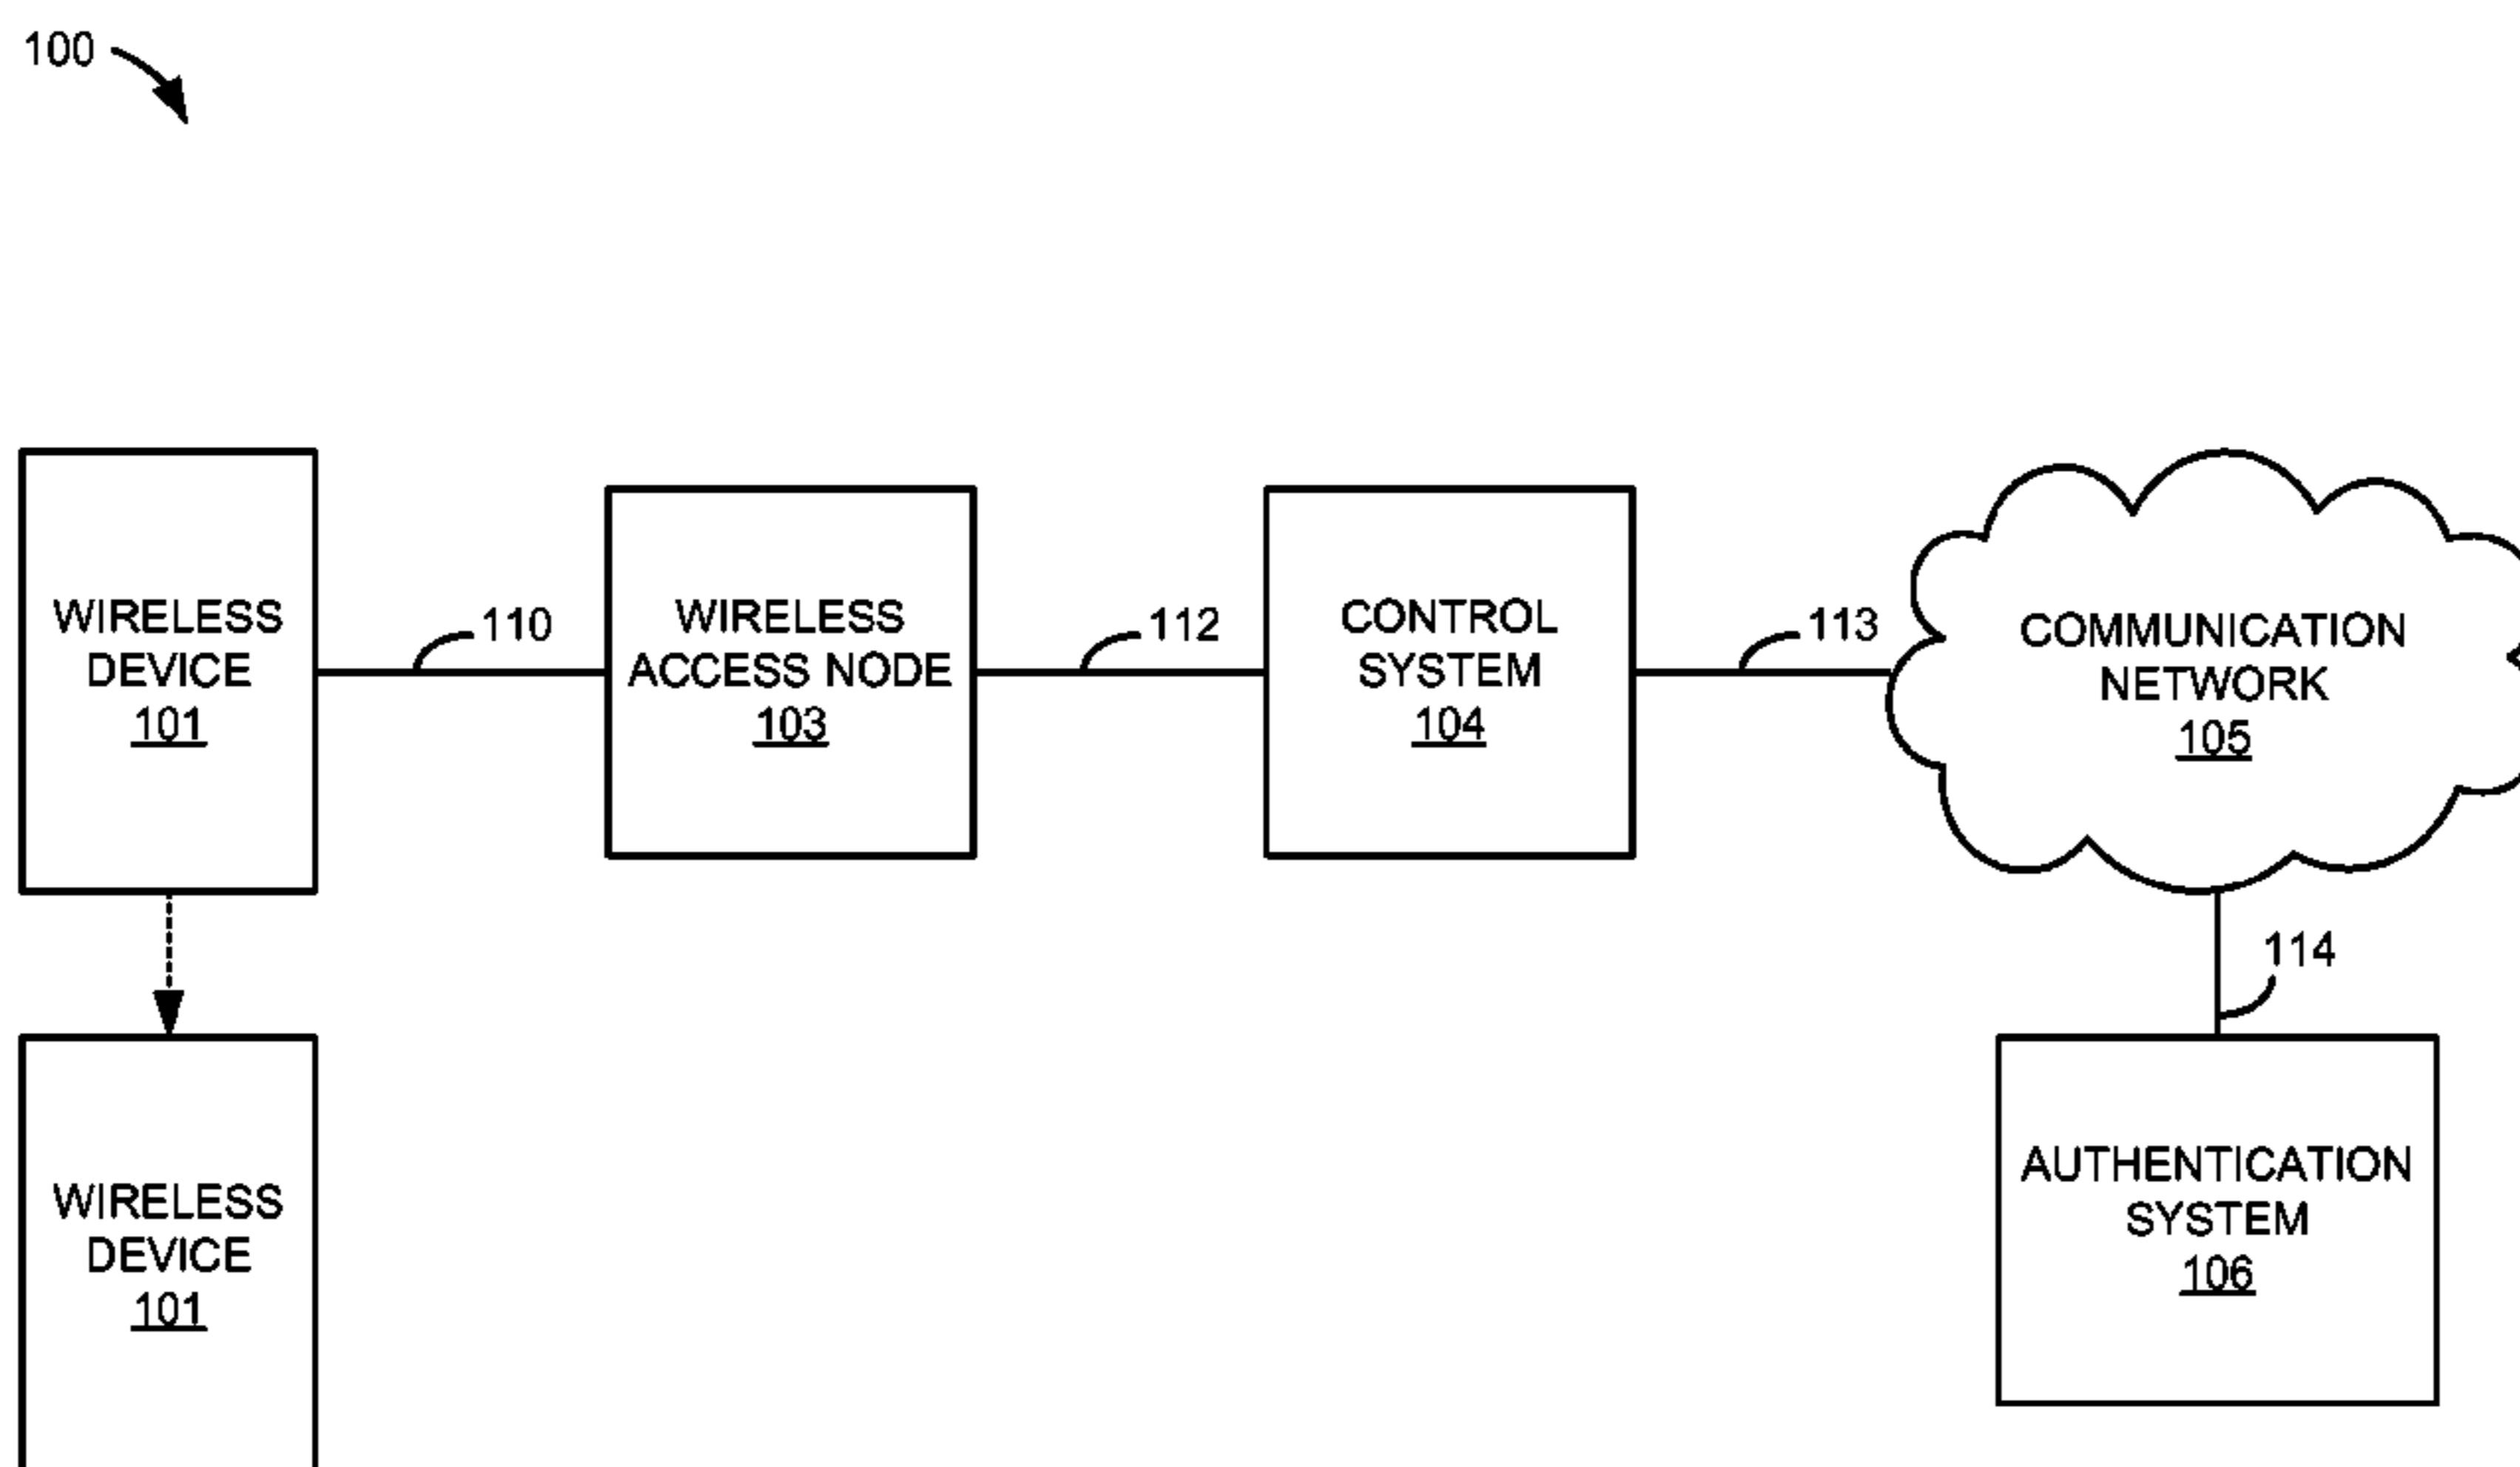 100
WIRELESS
DEVICE
101
110
WIRELESS
ACCESS NODE
103
112
CONTROL
SYSTEM
104
113
COMMUNICATION
NETWORK
105
114
WIRELESS
DEVICE
101
AUTHENTICATION
SYSTEM
106